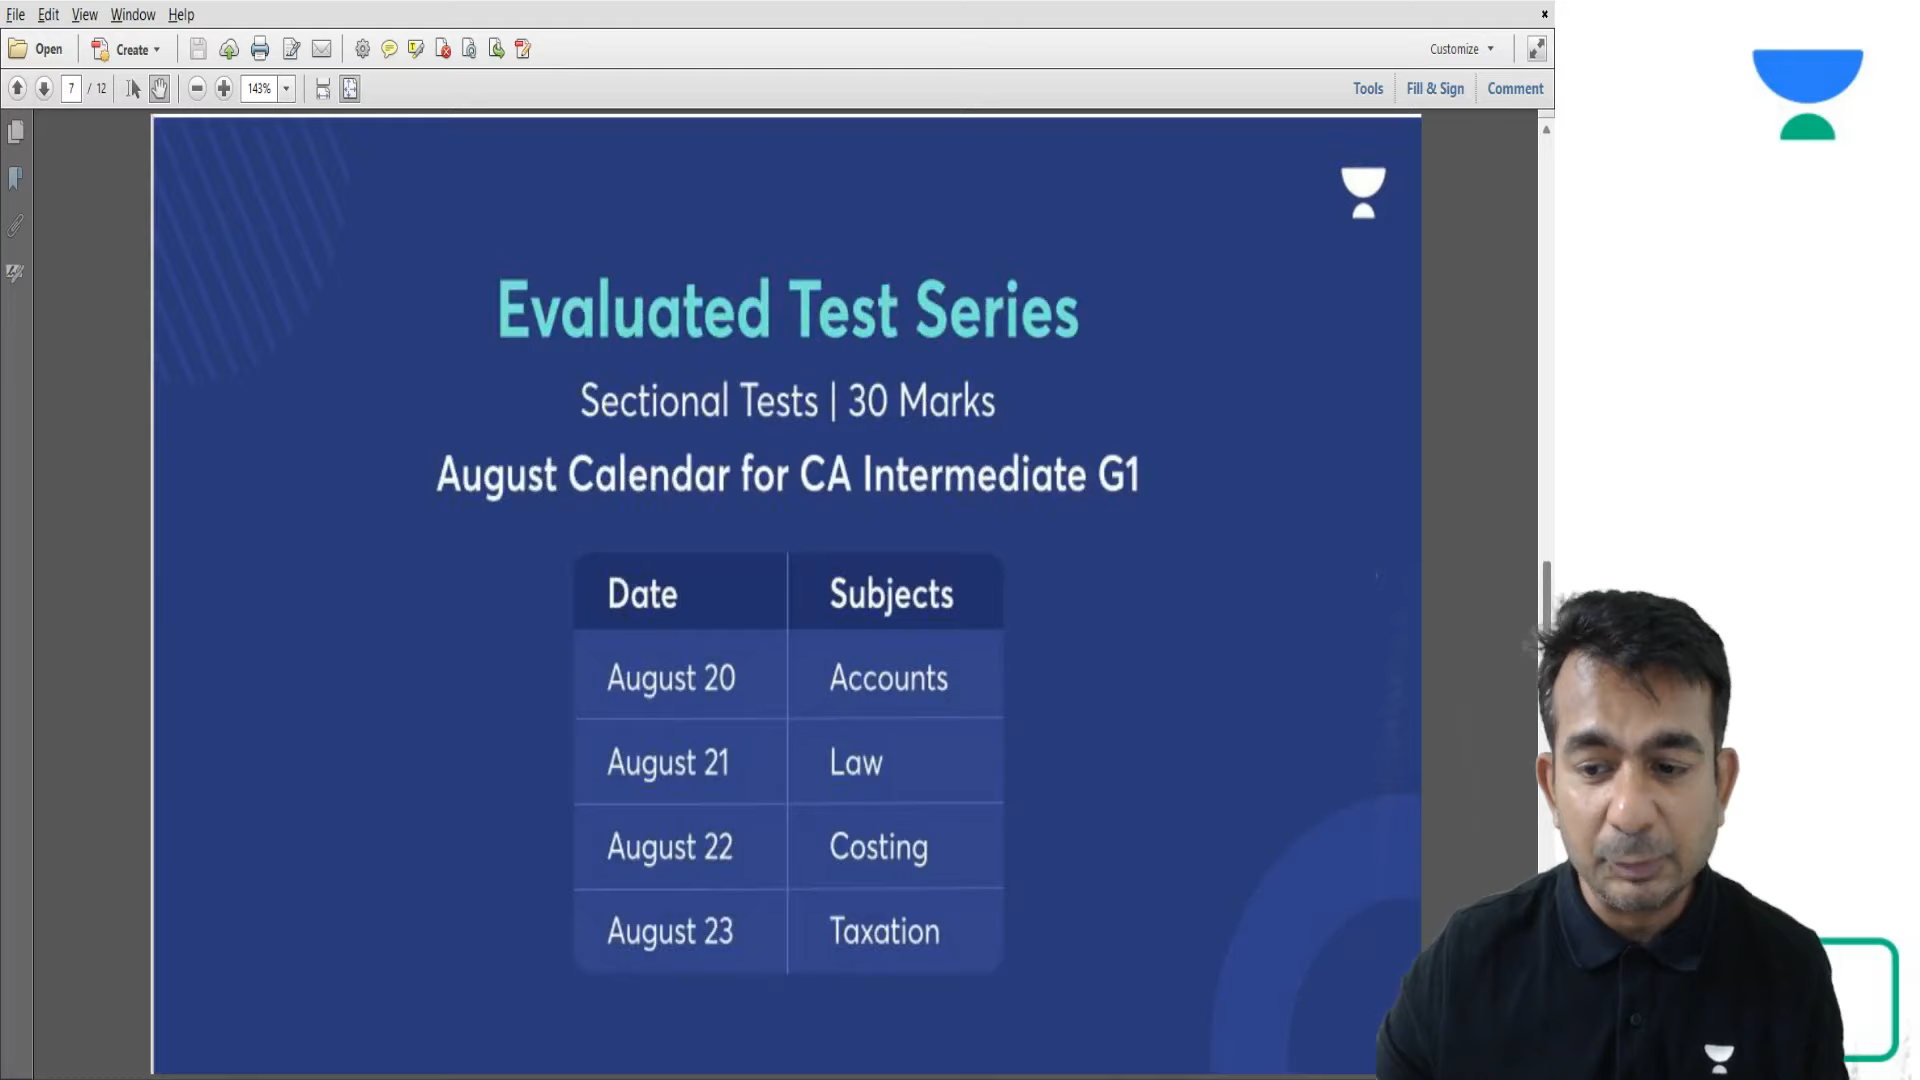 File Edit View Window Help
Open Create Customize
7 / 12 143% Tools Fill & Sign Comment
Evaluated Test Series
Sectional Tests | 30 Marks
August Calendar for CA Intermediate G1
Date Subjects
August 20 Accounts
August 21 Law
August 22 Costing
August 23 Taxation